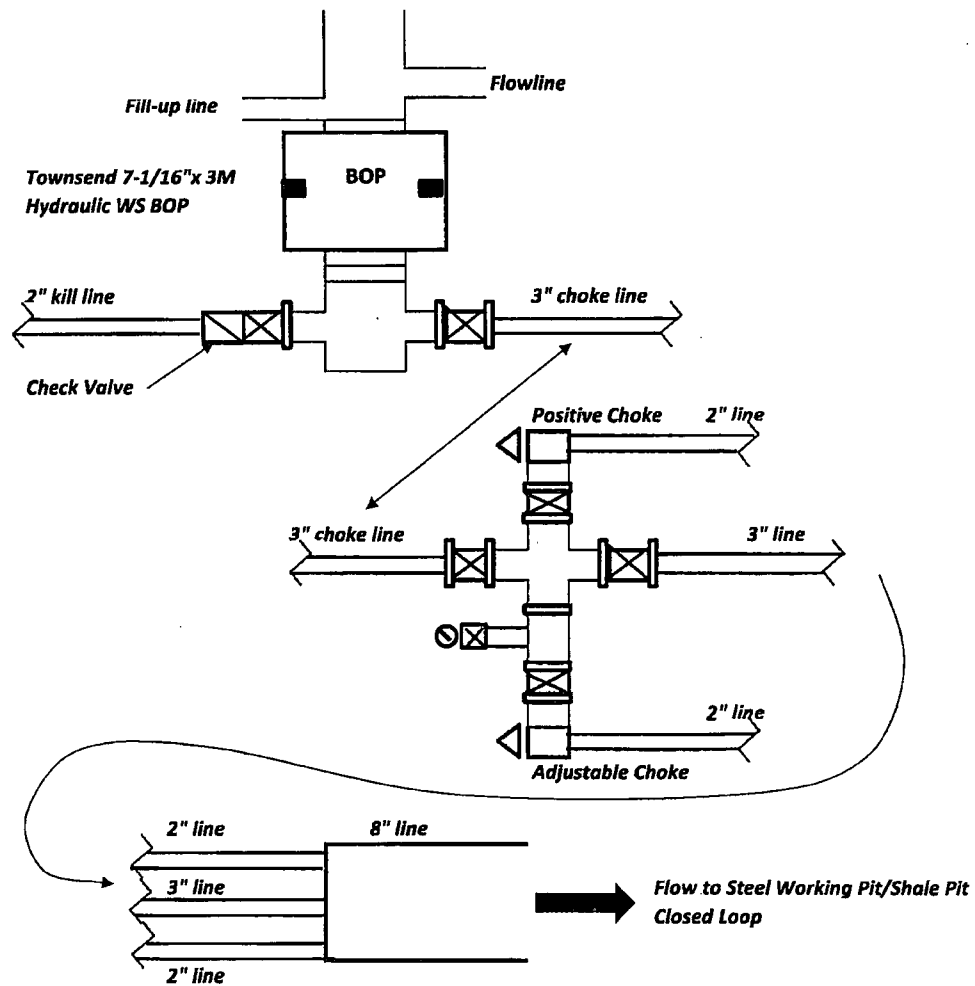 Flowline
Fill-up line
Townsend 7-1/16"x 3M
Hydraulic WS BOP
BOP
2" kill line
3" choke line
Check Valve
Positive Choke
2" line
3" choke line
3" line
2" line
Adjustable Choke
2" line
8" line
3" line
Flow to Steel Working Pit/Shale Pit
Closed Loop
2" line